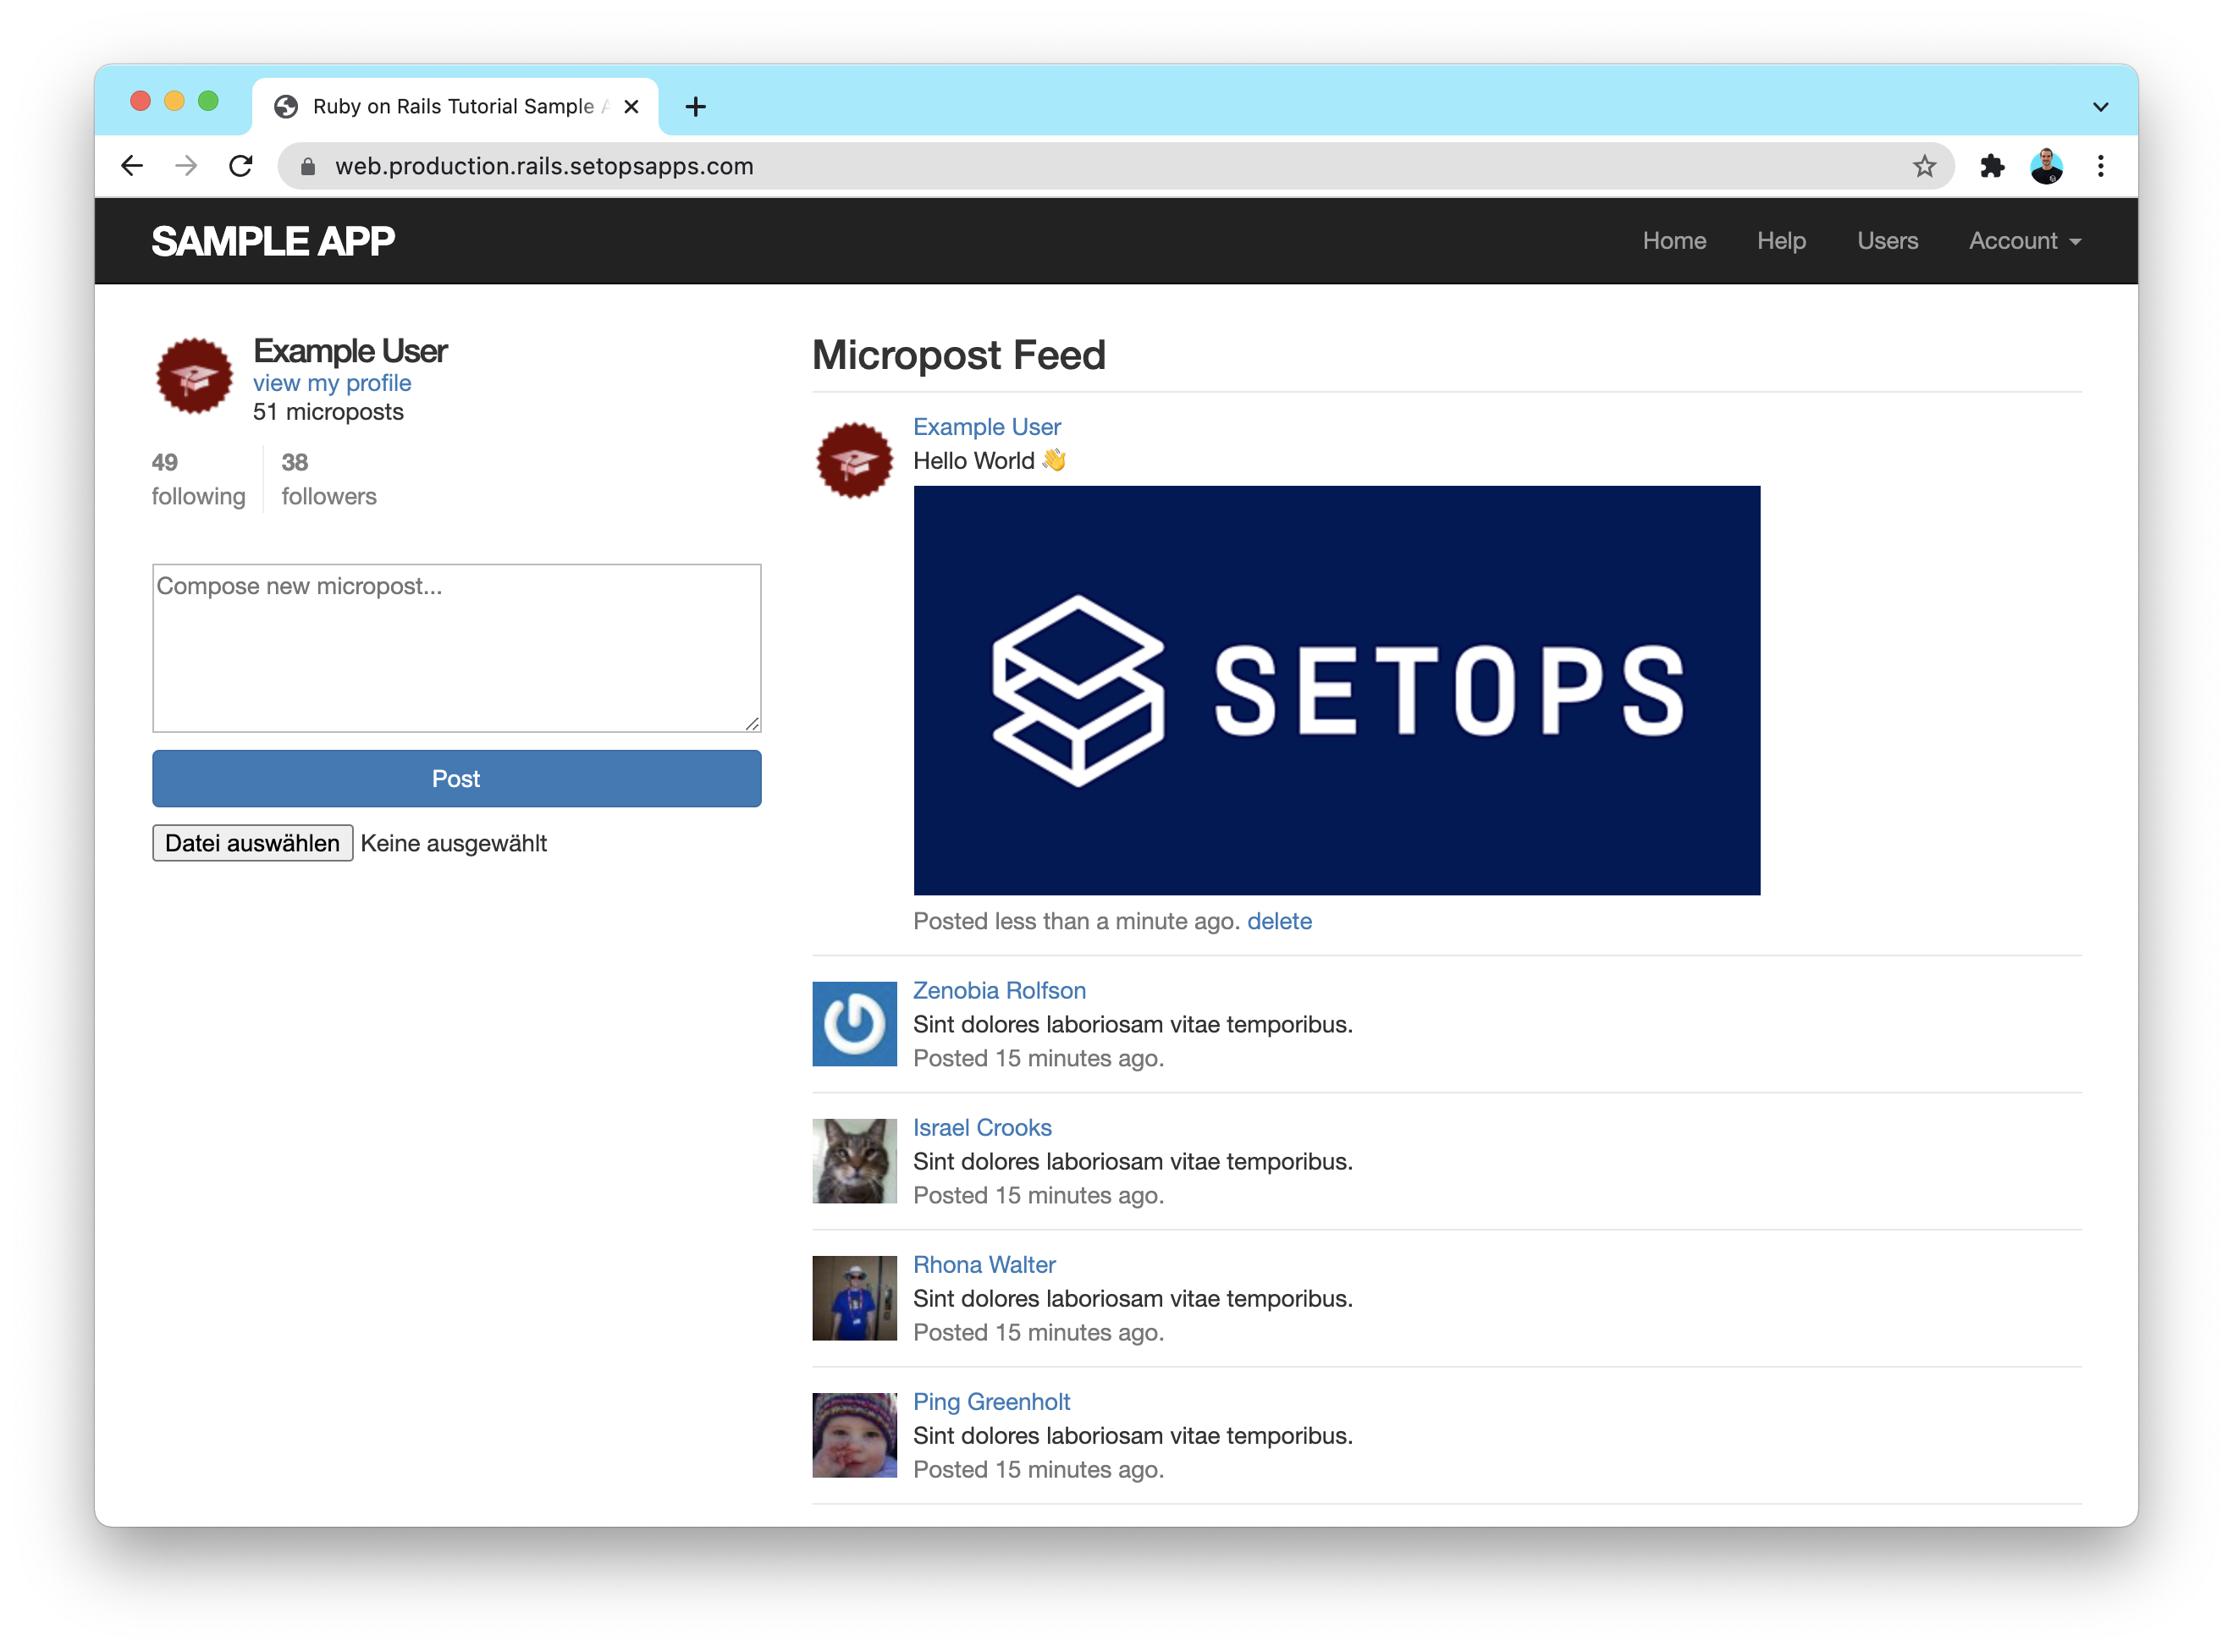 Ruby on Rails Tutorial Sample A
web.production.rails.setopsapps.com
SAMPLE APP
Home
Help
Users
Account
Example User
view my profile
51 microposts
49
following
38
followers
Compose new micropost...
Post
Datei auswählen Keine ausgewählt
Micropost Feed
Example User
Hello World 👋
SETOPS
Posted less than a minute ago. delete
Zenobia Rolfson
Sint dolores laboriosam vitae temporibus.
Posted 15 minutes ago.
Israel Crooks
Sint dolores laboriosam vitae temporibus.
Posted 15 minutes ago.
Rhona Walter
Sint dolores laboriosam vitae temporibus.
Posted 15 minutes ago.
Ping Greenholt
Sint dolores laboriosam vitae temporibus.
Posted 15 minutes ago.